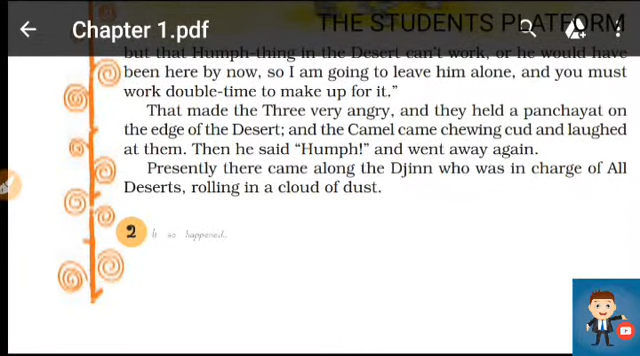 Chapter 1.pdf
THE STUDENTS PLATFORM
but that Humph-thing in the Desert can't work, or he would have
been here by now, so I am going to leave him alone, and you must
work double-time to make up for it.”
That made the Three very angry, and they held a panchayat on
the edge of the Desert; and the Camel came chewing cud and laughed
at them. Then he said “Humph!” and went away again.
Presently there came along the Djinn who was in charge of All
Deserts, rolling in a cloud of dust.
2 It so happened..